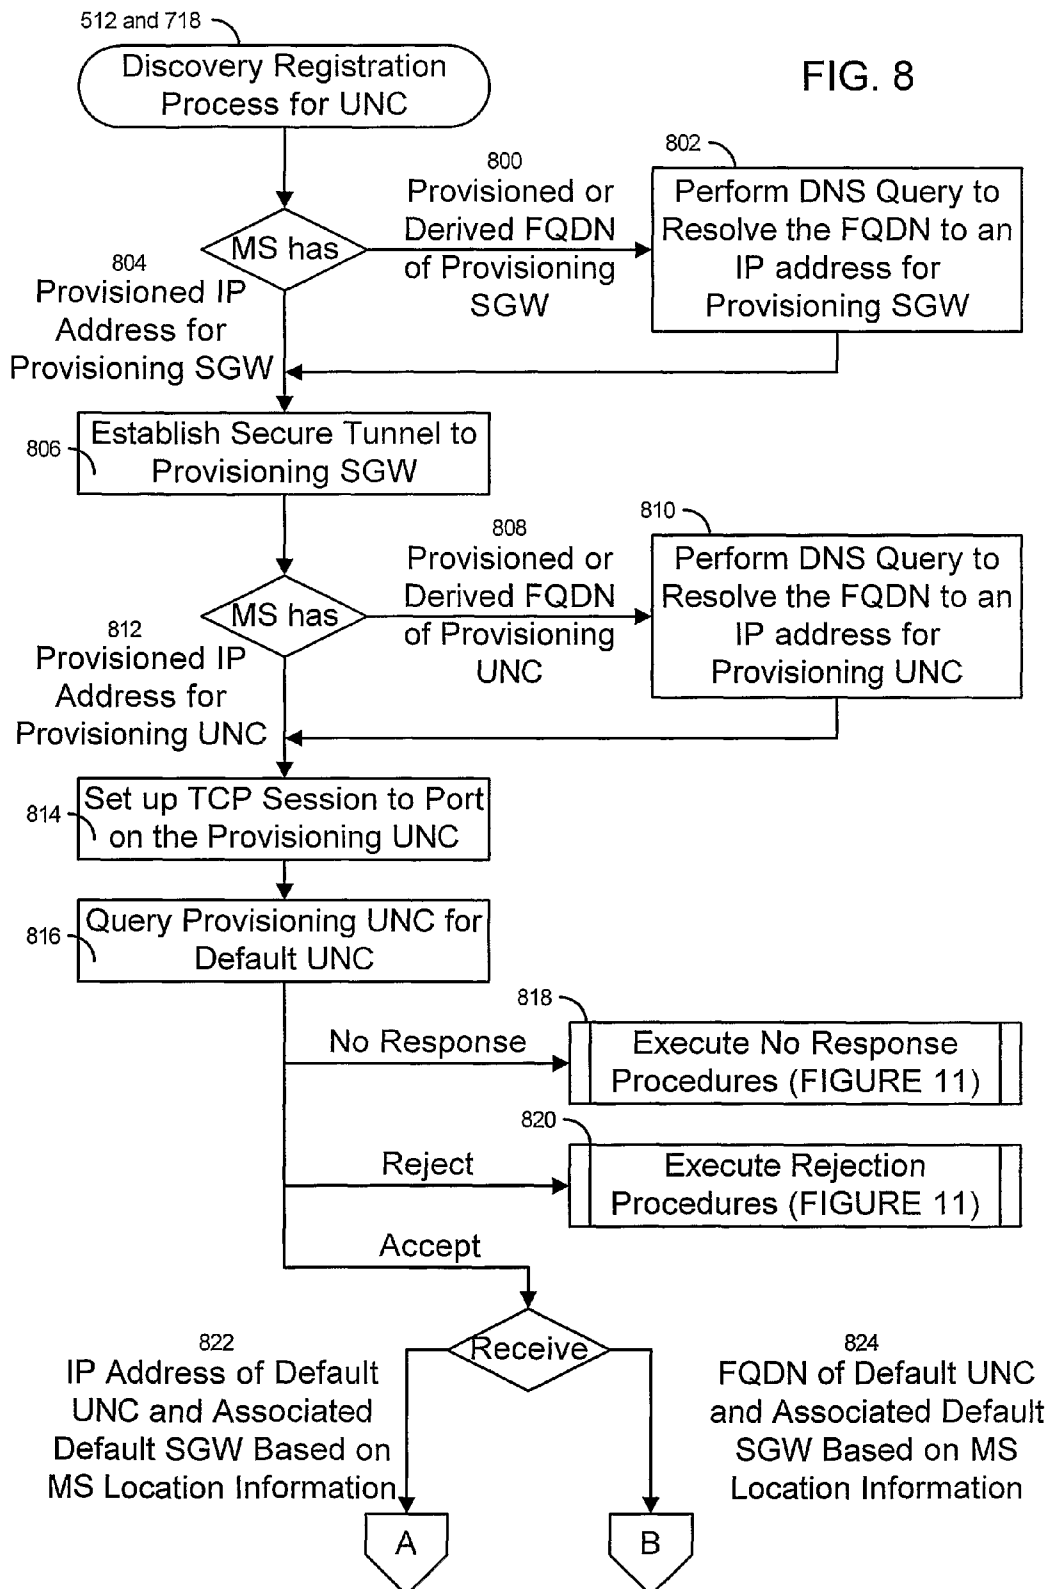 512 and 718
Discovery Registration
Process for UNC
FIG. 8
MS has
800
Provisioned or
Derived FQDN
of Provisioning
SGW
802
Perform DNS Query to
Resolve the FQDN to an
IP address for
Provisioning SGW
804
Provisioned IP
Address for
Provisioning SGW
806
Establish Secure Tunnel to
Provisioning SGW
MS has
808
Provisioned or
Derived FQDN
of Provisioning
UNC
810
Perform DNS Query to
Resolve the FQDN to an
IP address for
Provisioning UNC
812
Provisioned IP
Address for
Provisioning UNC
814
Set up TCP Session to Port
on the Provisioning UNC
816
Query Provisioning UNC for
Default UNC
No Response
818
Execute No Response
Procedures (FIGURE 11)
Reject
820
Execute Rejection
Procedures (FIGURE 11)
Accept
Receive
822
IP Address of Default
UNC and Associated
Default SGW Based on
MS Location Information
824
FQDN of Default UNC
and Associated Default
SGW Based on MS
Location Information
A
B